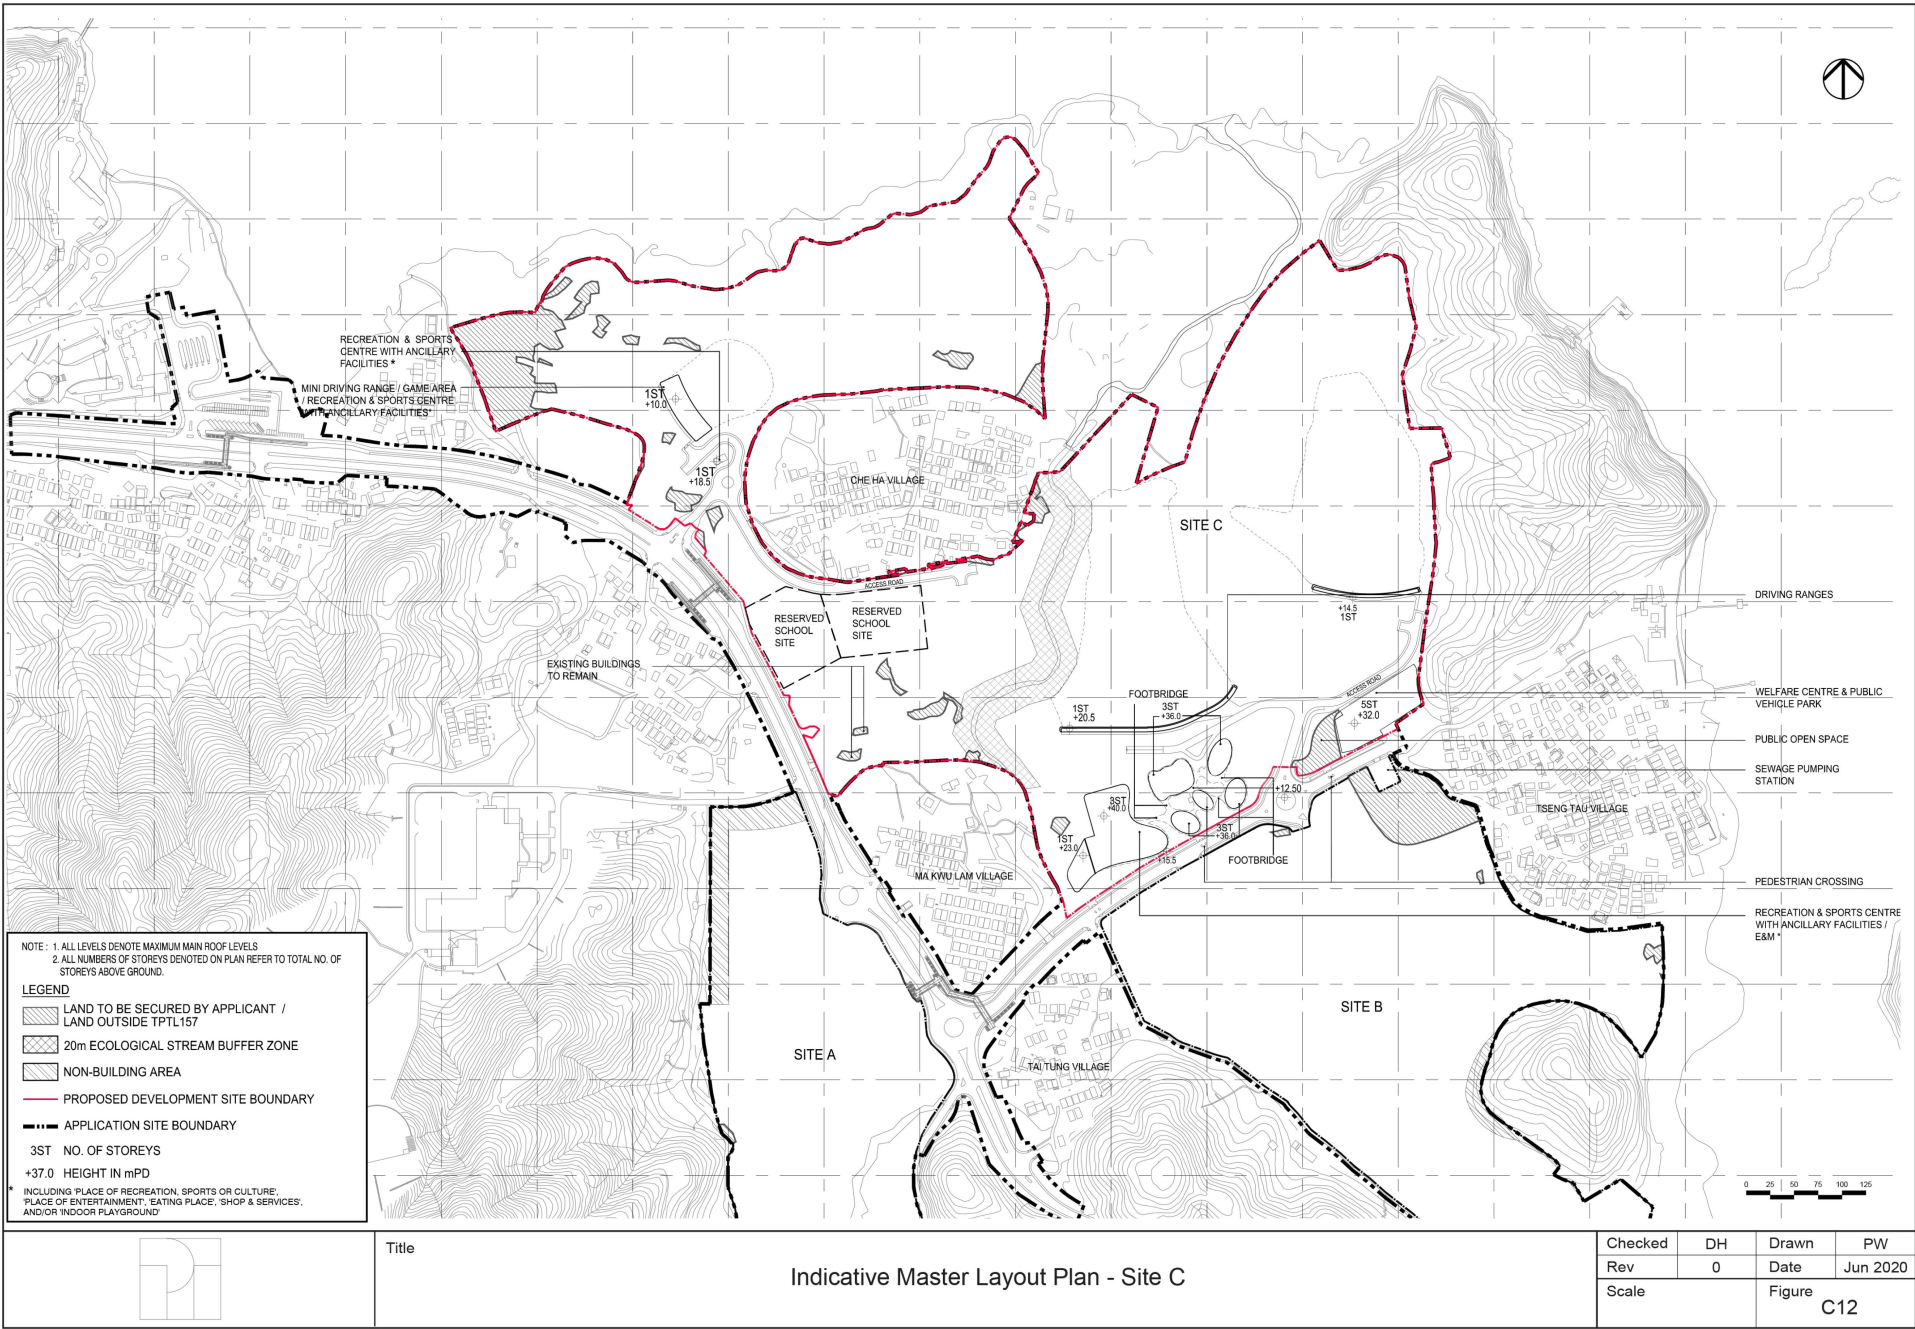 RECREATION & SPORTS
CENTRE WITH ANCILLARY
FACILITIES *
MINI DRIVING RANGE / GAME AREA
/ RECREATION & SPORTS CENTRE
WITH ANCILLARY FACILITIES*
1ST
+10.0
1ST
+18.5
CHE HA VILLAGE
SITE C
ACCESS ROAD
RESERVED
SCHOOL
SITE
RESERVED
SCHOOL
SITE
EXISTING BUILDINGS
TO REMAIN
+14.5
1ST
DRIVING RANGES
ACCESS ROAD
WELFARE CENTRE & PUBLIC
VEHICLE PARK
FOOTBRIDGE
1ST
+20.5
3ST
+36.0
5ST
+32.0
PUBLIC OPEN SPACE
SEWAGE PUMPING
STATION
+12.50
3ST
+40.0
TSENG TAU VILLAGE
3ST
+36.0
1ST
+23.0
+15.5
FOOTBRIDGE
MA KWU LAM VILLAGE
PEDESTRIAN CROSSING
RECREATION & SPORTS CENTRE
WITH ANCILLARY FACILITIES /
E&M *
SITE B
SITE A
TAI TUNG VILLAGE
NOTE : 1. ALL LEVELS DENOTE MAXIMUM MAIN ROOF LEVELS
2. ALL NUMBERS OF STOREYS DENOTED ON PLAN REFER TO TOTAL NO. OF
STOREYS ABOVE GROUND.
LEGEND
LAND TO BE SECURED BY APPLICANT /
LAND OUTSIDE TPTL157
20m ECOLOGICAL STREAM BUFFER ZONE
NON-BUILDING AREA
PROPOSED DEVELOPMENT SITE BOUNDARY
APPLICATION SITE BOUNDARY
3ST NO. OF STOREYS
+37.0 HEIGHT IN mPD
* INCLUDING 'PLACE OF RECREATION, SPORTS OR CULTURE',
'PLACE OF ENTERTAINMENT', 'EATING PLACE', 'SHOP & SERVICES',
AND/OR 'INDOOR PLAYGROUND'
0 25 50 75 100 125
Title
Indicative Master Layout Plan - Site C
Checked DH Drawn PW
Rev 0 Date Jun 2020
Scale Figure C12